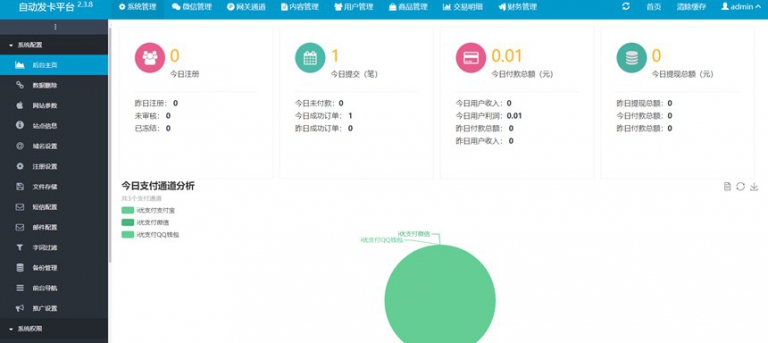 自动发卡平台 2.3.8
系统管理 微信管理 网关通道 内容管理 用户管理 商品管理 交易明细 财务管理 首页 清除缓存 admin
系统配置
后台主页
数据删除
网站参数
站点信息
域名设置
注册设置
文件存储
短信配置
邮件配置
字词过滤
备份管理
前台导航
推广设置
系统权限
0
今日注册
昨日注册： 0
未审核： 0
已冻结： 0
1
今日提交（笔）
今日未付款：0
今日成功订单： 1
昨日成功订单： 0
0.01
今日付款总额（元）
今日用户收入：0
今日用户利润：0.01
昨日付款总额：0
昨日用户收入：0
0
今日提现总额（元）
昨日提现总额：0
今日付款总额：0
昨日付款总额：0
今日支付通道分析
共3个支付通道
i优支付支付宝
i优支付微信
i优支付QQ钱包
i优支付微信
i优支付QQ钱包